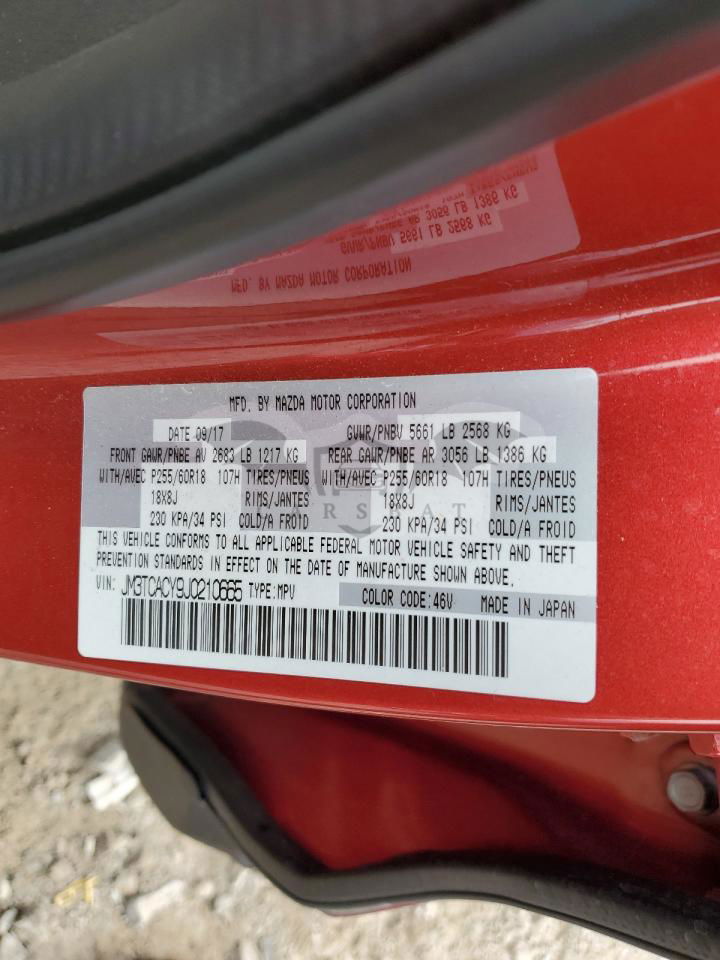 MFD. BY MAZDA MOTOR CORPORATION
DATE 09/17 GVWR/PNBV 5661 LB 2568 KG
FRONT GAWR/PNBE AV 2683 LB 1217 KG REAR GAWR/PNBE AR 3056 LB 1386 KG
WITH/AVEC P255/60R18 107H TIRES/PNEUS WITH/AVEC P255/60R18 107H TIRES/PNEUS
18X8J RIMS/JANTES 18X8J RIMS/JANTES
230 KPA/34 PSI COLD/A FROID 230 KPA/34 PSI COLD/A FROID
THIS VEHICLE CONFORMS TO ALL APPLICABLE FEDERAL MOTOR VEHICLE SAFETY AND THEFT
PREVENTION STANDARDS IN EFFECT ON THE DATE OF MANUFACTURE SHOWN ABOVE.
VIN: JM3TCACY9J0210665 TYPE:MPV COLOR CODE:46V MADE IN JAPAN